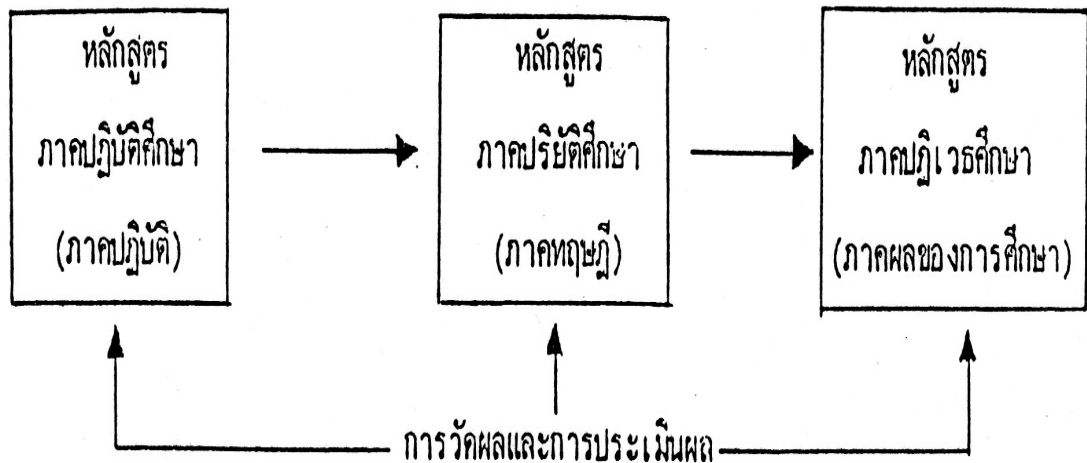 หลักสูตร
ภาคปฏิบัติศึกษา
(ภาคปฏิบัติ)
หลักสูตร
ภาคปริยัติศึกษา
(ภาคทฤษฎี)
หลักสูตร
ภาคปฏิเวธศึกษา
(ภาคผลของการศึกษา)
การวัดผลและการประเมินผล